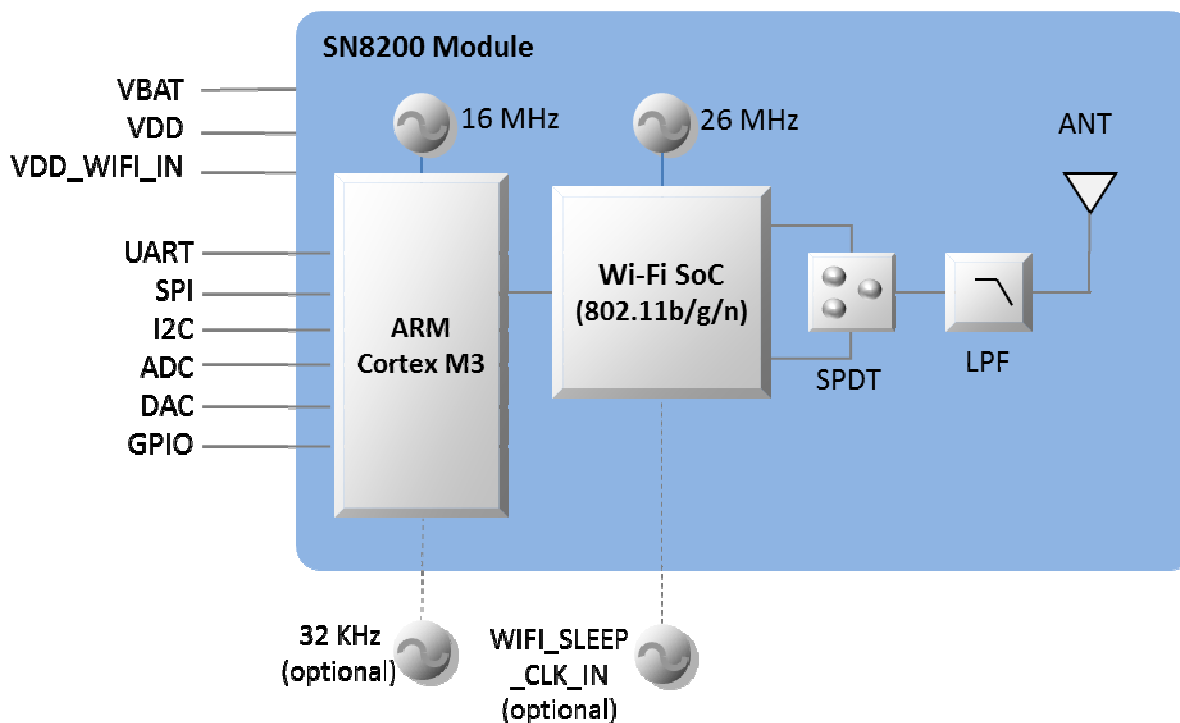 SN8200 Module
VBAT
VDD
VDD_WIFI_IN
16 MHz
26 MHz
ANT
UART
SPI
I2C
ADC
DAC
GPIO
ARM
Cortex M3
Wi-Fi SoC
(802.11b/g/n)
SPDT
LPF
32 KHz
(optional)
WIFI_SLEEP
_CLK_IN
(optional)